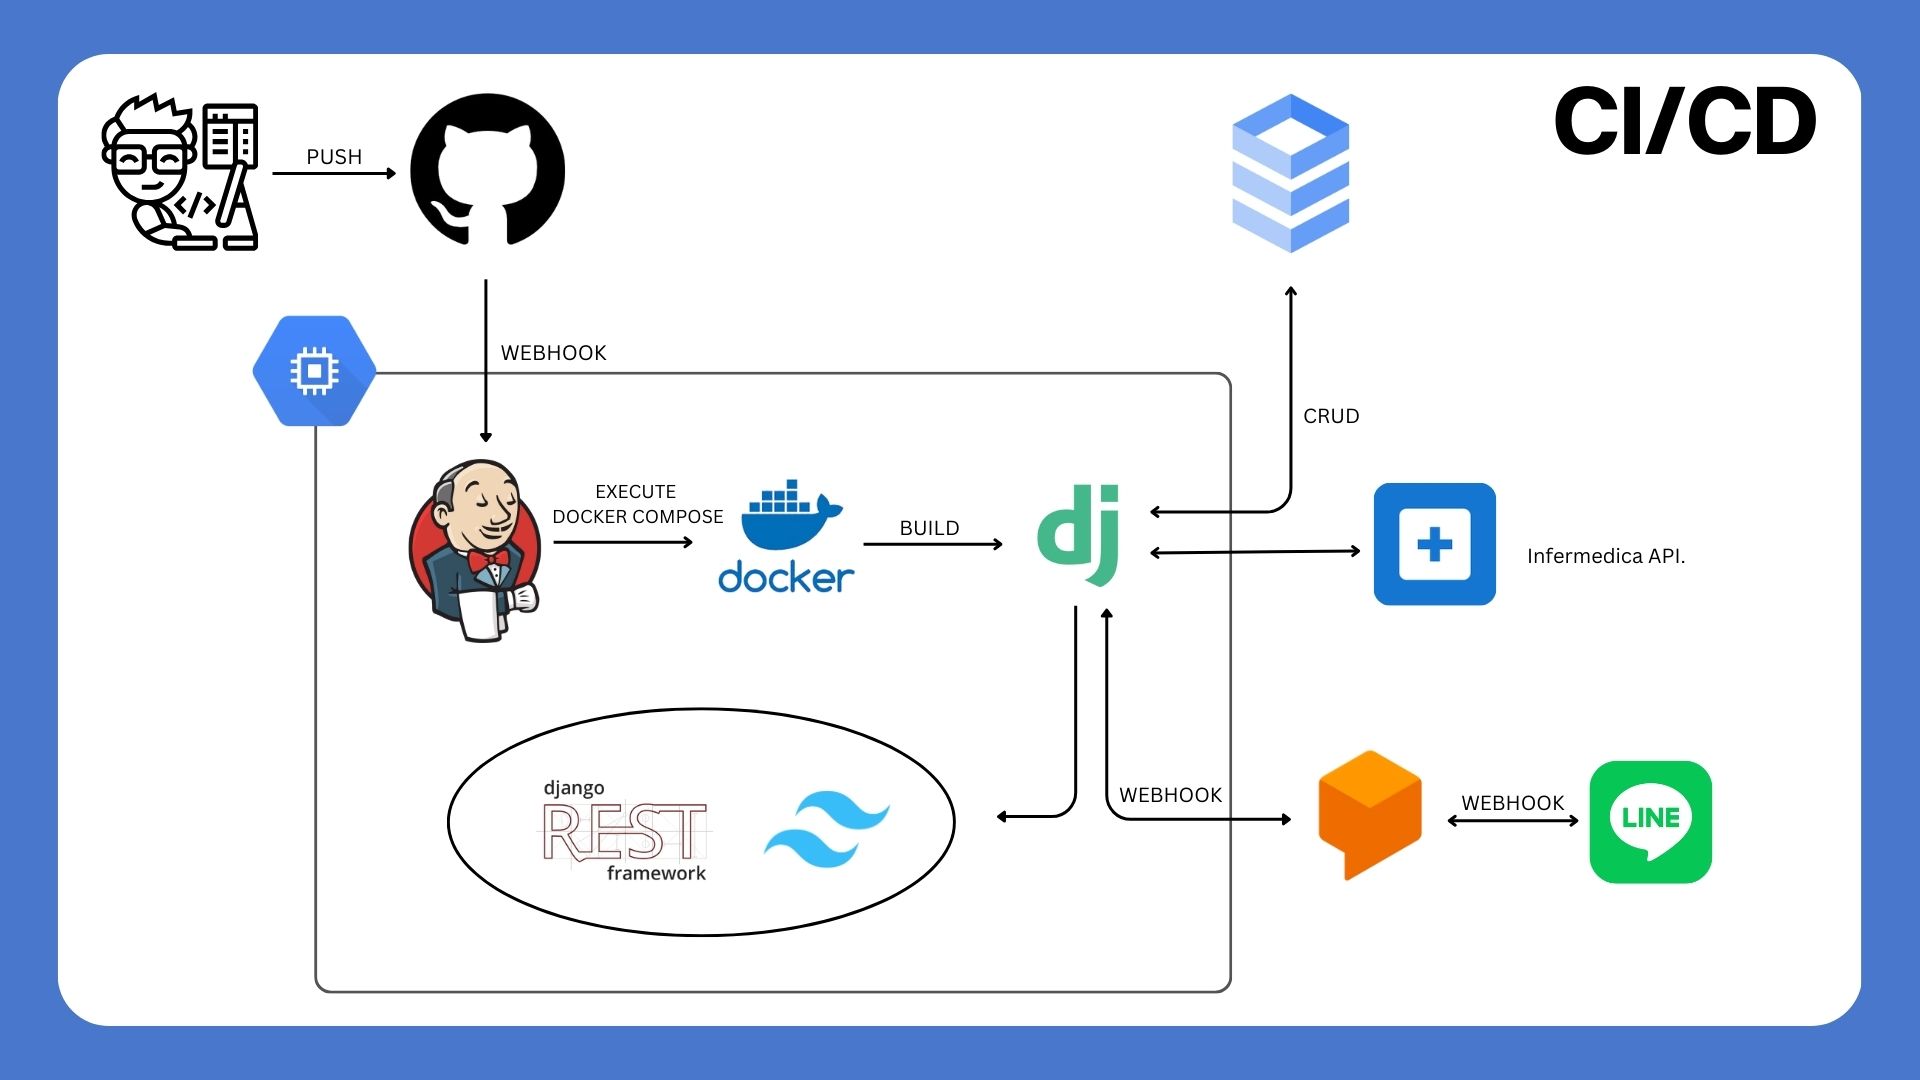 CI/CD
PUSH
WEBHOOK
CRUD
EXECUTE
DOCKER COMPOSE
docker
BUILD
dj
Infermedica API.
django
REST
framework
WEBHOOK
WEBHOOK
LINE